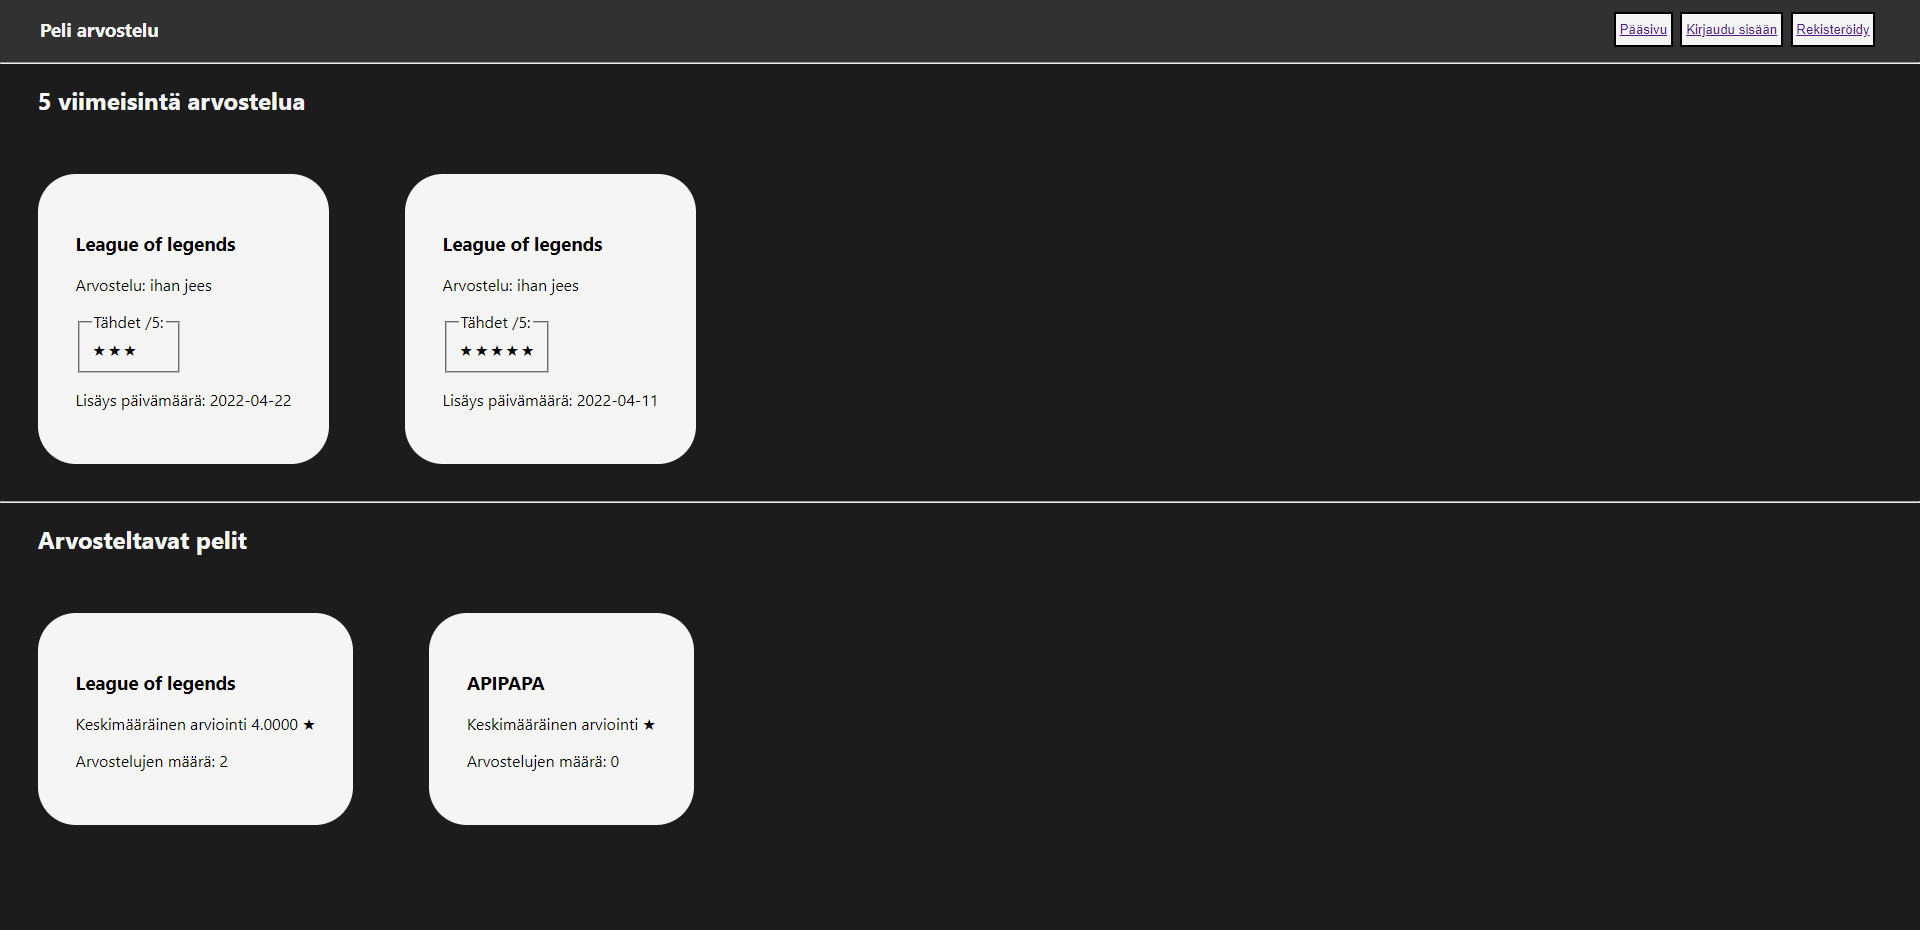 Peli arvostelu
Pääsivu
Kirjaudu sisään
Rekisteröidy
5 viimeisintä arvostelua
League of legends
Arvostelu: ihan jees
Tähdet /5:
★★★
Lisäys päivämäärä: 2022-04-22
League of legends
Arvostelu: ihan jees
Tähdet /5:
★★★★★
Lisäys päivämäärä: 2022-04-11
Arvosteltavat pelit
League of legends
Keskimääräinen arviointi 4.0000 ★
Arvostelujen määrä: 2
APIPAPA
Keskimääräinen arviointi ★
Arvostelujen määrä: 0